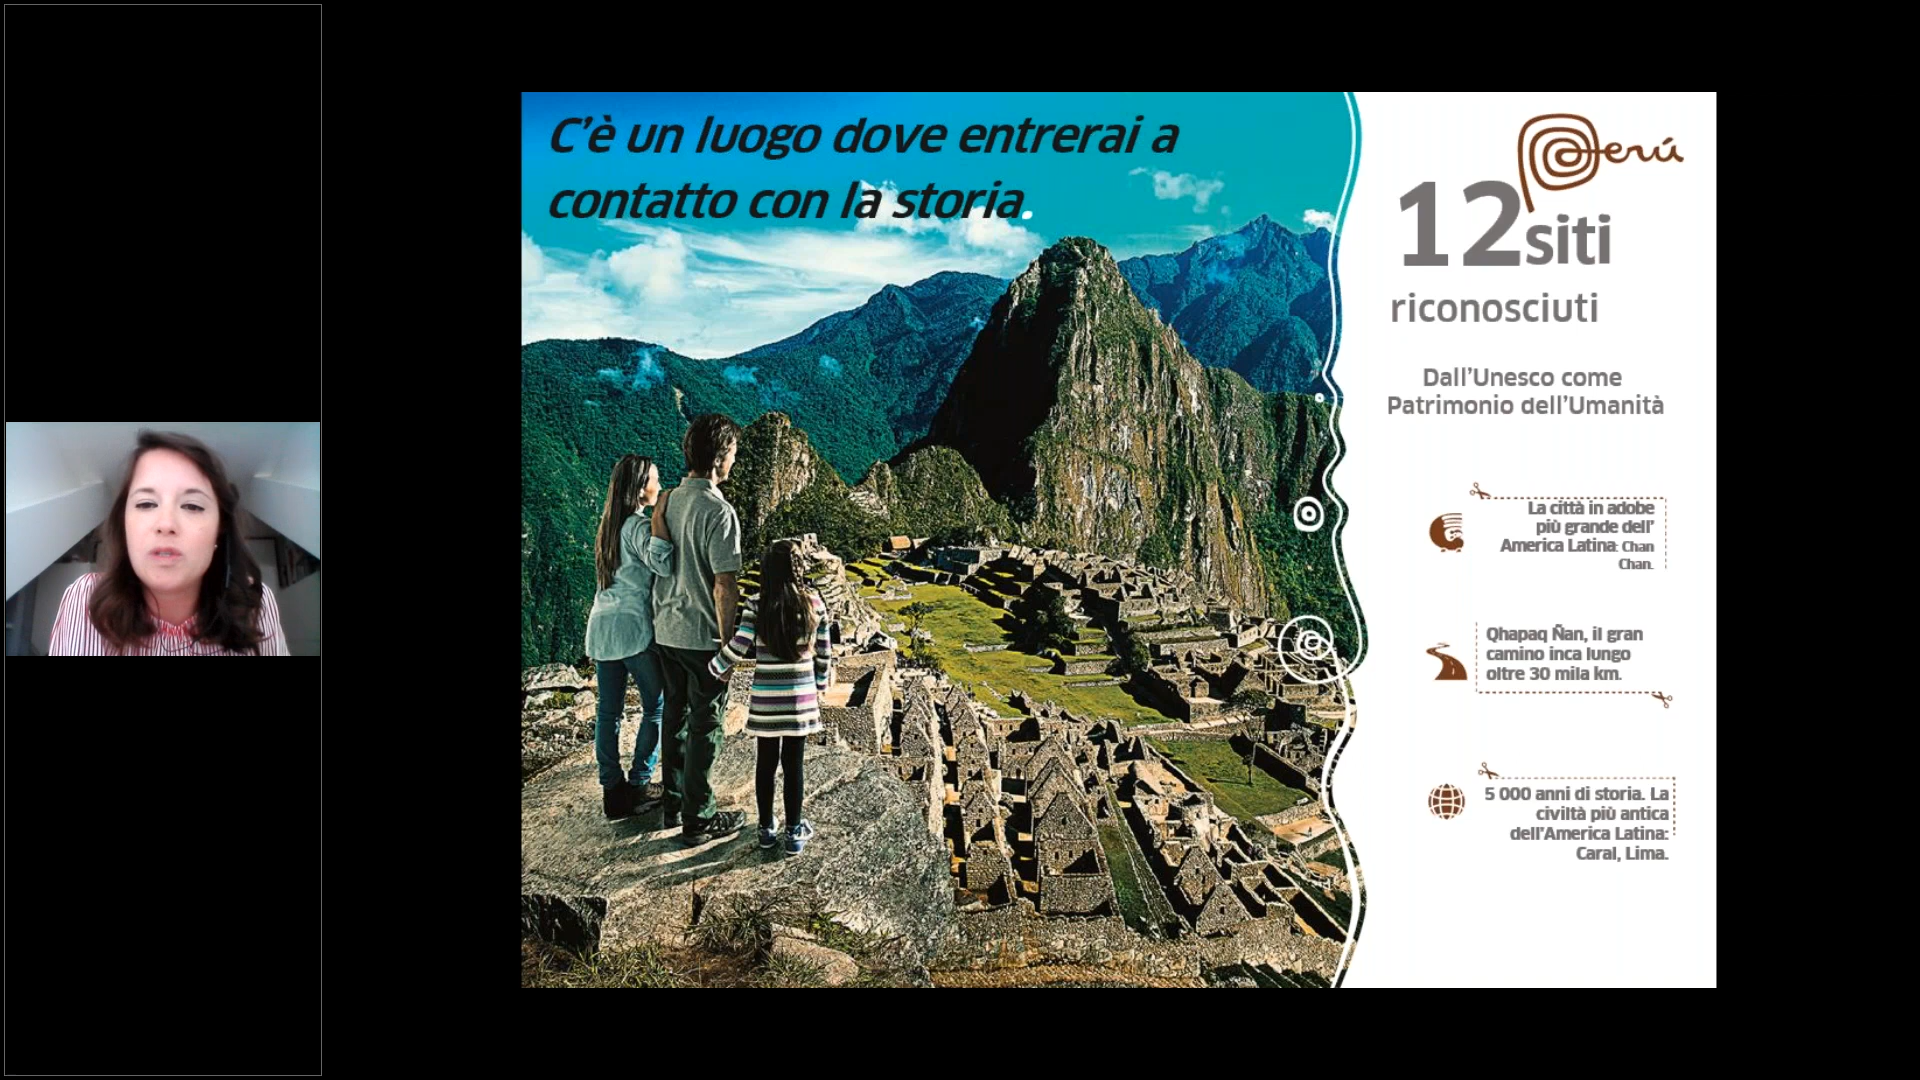 C'è un luogo dove entrerai a
contatto con la storia.
Perú
12siti
riconosciuti
Dall'Unesco come
Patrimonio dell'Umanità
La città in adobe
più grande dell'
America Latina: Chan
Chan.
Qhapaq Ñan, il gran
camino inca lungo
oltre 30 mila km.
5 000 anni di storia. La
civiltà più antica
dell'America Latina:
Caral, Lima.